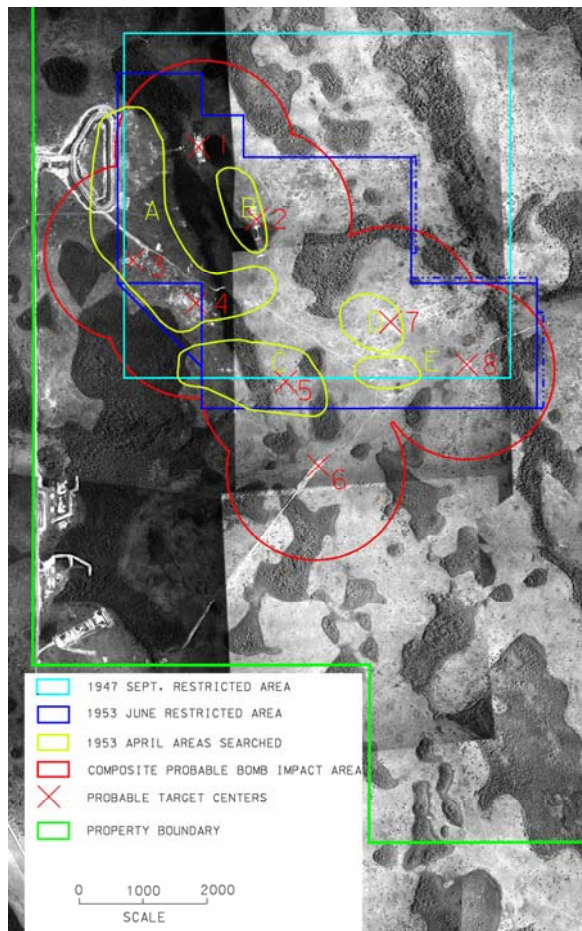 1
B
2
A
3
4
D
7
C
E
8
5
6
1947 SEPT. RESTRICTED AREA
1953 JUNE RESTRICTED AREA
1953 APRIL AREAS SEARCHED
COMPOSITE PROBABLE BOMB IMPACT AREA
PROBABLE TARGET CENTERS
PROPERTY BOUNDARY
0 1000 2000
SCALE